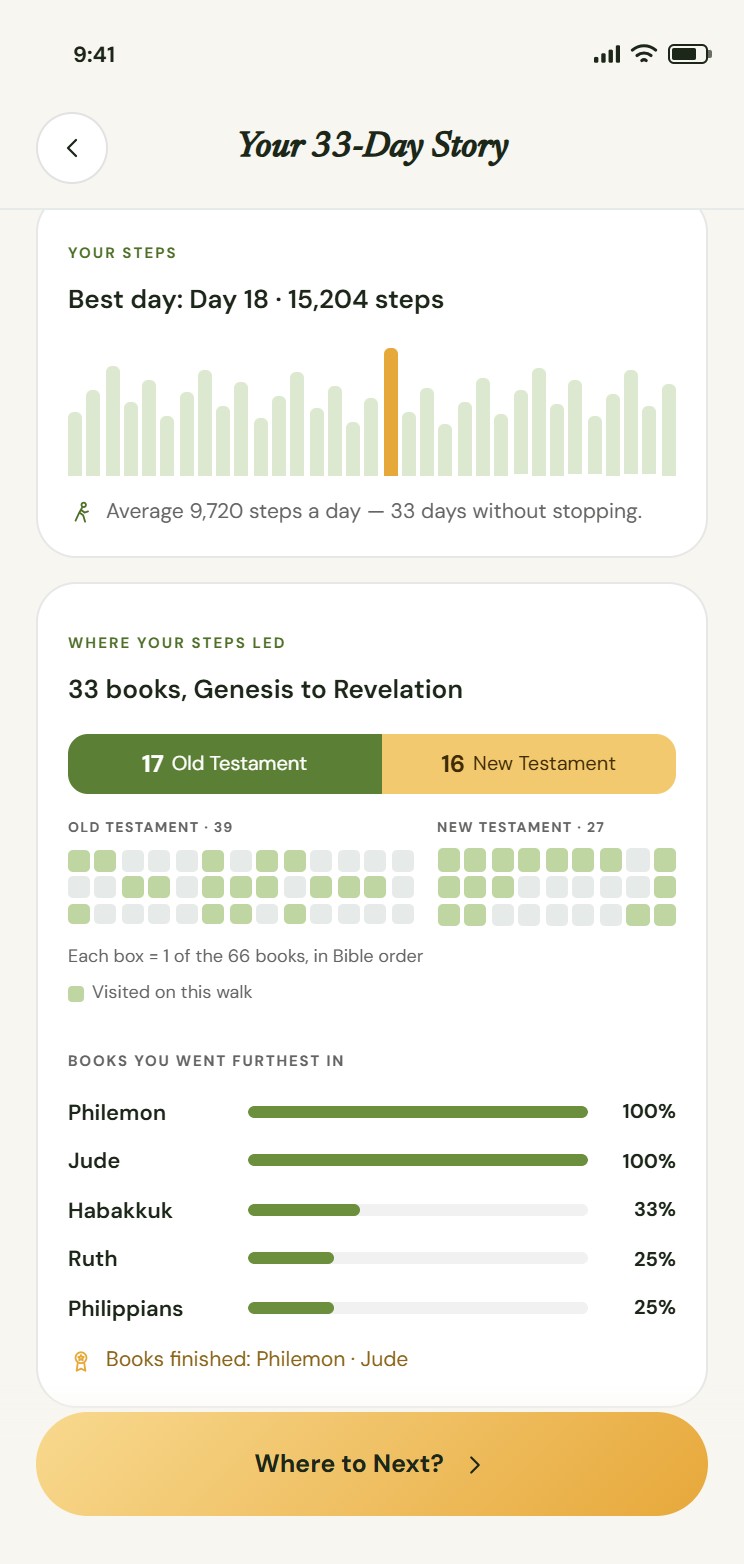 9:41
Your 33-Day Story
YOUR STEPS
Best day: Day 18 · 15,204 steps
Average 9,720 steps a day — 33 days without stopping.
WHERE YOUR STEPS LED
33 books, Genesis to Revelation
17 Old Testament
16 New Testament
OLD TESTAMENT · 39
NEW TESTAMENT · 27
Each box = 1 of the 66 books, in Bible order
Visited on this walk
BOOKS YOU WENT FURTHEST IN
Philemon 100%
Jude 100%
Habakkuk 33%
Ruth 25%
Philippians 25%
Books finished: Philemon · Jude
Where to Next?